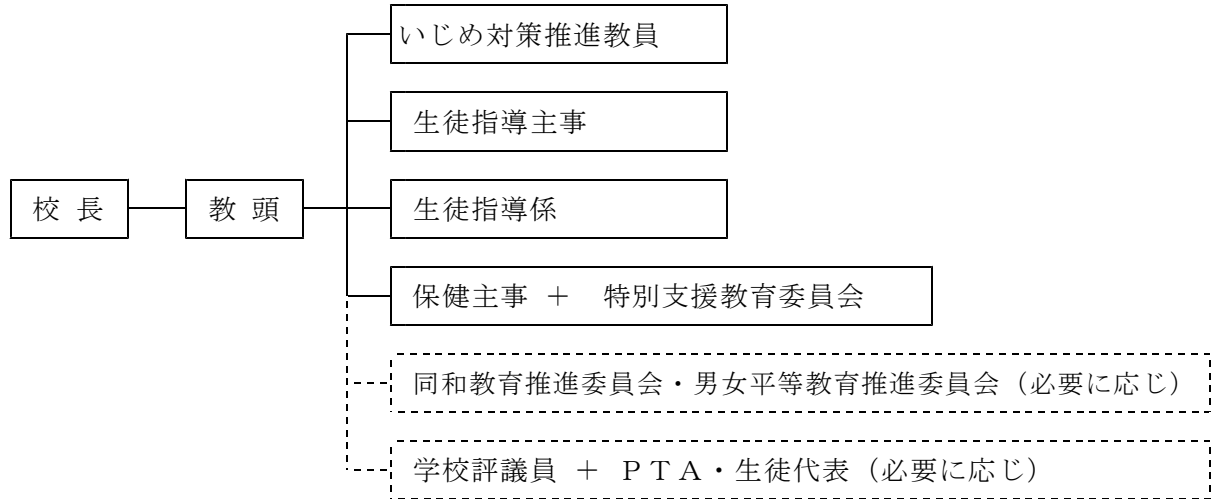 いじめ対策推進教員
生徒指導主事
校 長
教 頭
生徒指導係
保健主事 ＋ 特別支援教育委員会
同和教育推進委員会・男女平等教育推進委員会（必要に応じ）
学校評議員 ＋ ＰＴＡ・生徒代表（必要に応じ）